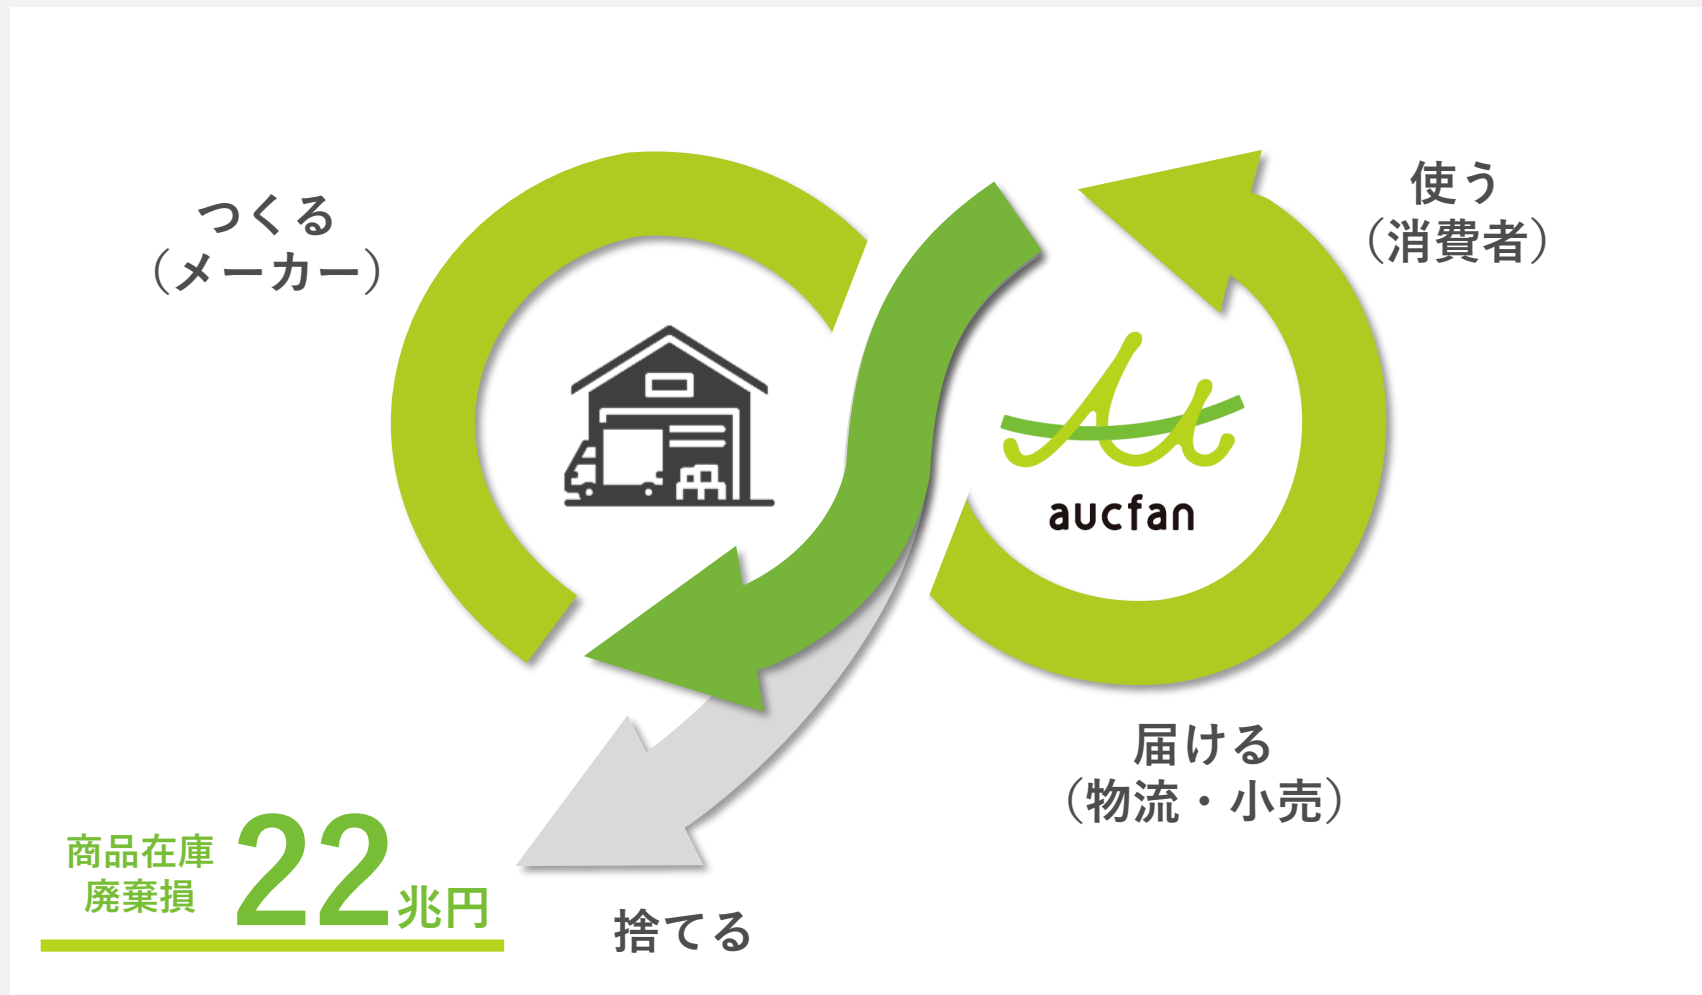 つくる
（メーカー）
使う
（消費者）
aucfan
届ける
（物流・小売）
商品在庫
廃棄損
22兆円
捨てる